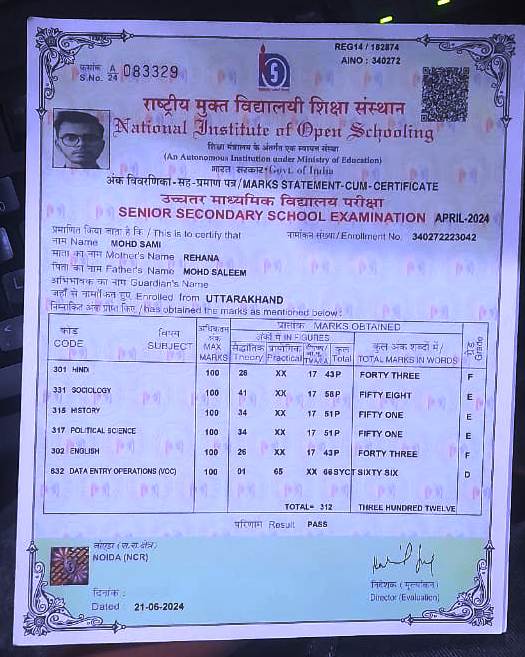 REG14 / 182874
AINO : 340272
क्रमांक A 083329
S.No. 24
राष्ट्रीय मुक्त विद्यालयी शिक्षा संस्थान
National Institute of Open Schooling
शिक्षा मंत्रालय के अंतर्गत एक स्वायत्त संस्था
(An Autonomous Institution under Ministry of Education)
भारत सरकार • Govt. of India
अंक विवरणिका-सह-प्रमाण पत्र / MARKS STATEMENT-CUM-CERTIFICATE
उच्चतर माध्यमिक विद्यालय परीक्षा
SENIOR SECONDARY SCHOOL EXAMINATION APRIL-2024
प्रमाणित किया जाता है कि / This is to certify that
नामांकन संख्या / Enrollment No. 340272223042
नाम Name MOHD SAMI
माता का नाम Mother's Name REHANA
पिता का नाम Father's Name MOHD SALEEM
अभिभावक का नाम Guardian's Name
जहाँ से नामांकित हुए Enrolled from UTTARAKHAND
निम्नांकित अंक प्राप्त किए / has obtained the marks as mentioned below :
कोड CODE विषय SUBJECT अधिकतम अंक MAX MARKS प्राप्तांक MARKS OBTAINED ग्रेड Grade
अंकों में IN FIGURES कुल अंक शब्दों में / TOTAL MARKS IN WORDS
सैद्धांतिक Theory प्रायोगिक Practical TMA कुल Total
301 HINDI 100 26 XX 17 43P FORTY THREE F
331 SOCIOLOGY 100 41 XX 17 58P FIFTY EIGHT E
315 HISTORY 100 34 XX 17 51P FIFTY ONE E
317 POLITICAL SCIENCE 100 34 XX 17 51P FIFTY ONE E
302 ENGLISH 100 26 XX 17 43P FORTY THREE F
632 DATA ENTRY OPERATIONS (VOC) 100 01 65 XX 66SYCT SIXTY SIX D
TOTAL= 312 THREE HUNDRED TWELVE
परिणाम Result PASS
नोएडा (रा.रा.क्षेत्र)
NOIDA (NCR)
निदेशक (मूल्यांकन)
Director (Evaluation)
दिनांक :
Dated : 21-06-2024